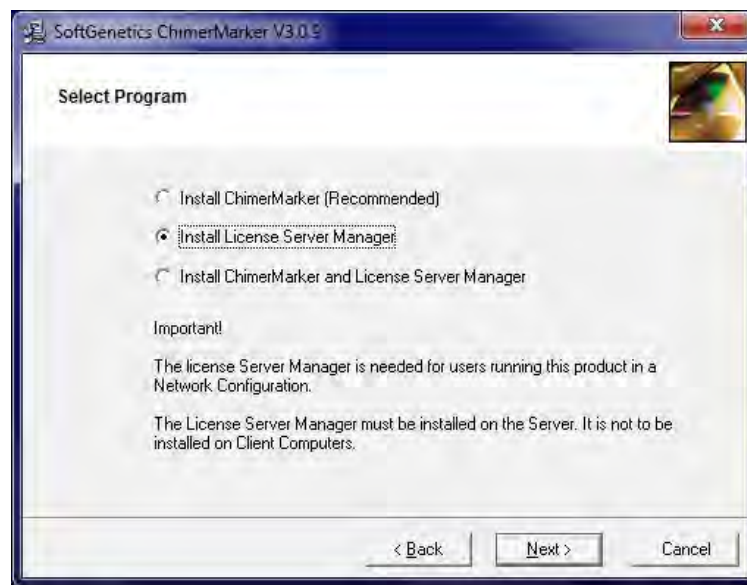 SoftGenetics ChimerMarker V3.0.9
Select Program
Install ChimerMarker (Recommended)
Install License Server Manager
Install ChimerMarker and License Server Manager
Important!
The license Server Manager is needed for users running this product in a
Network Configuration.
The License Server Manager must be installed on the Server. It is not to be
installed on Client Computers.
< Back
Next >
Cancel